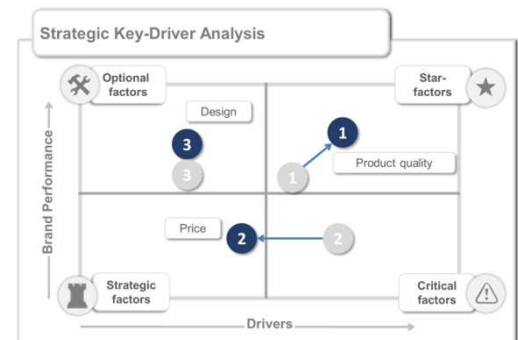 Strategic Key-Driver Analysis
Optional
factors
Star-
factors
Design
1
3
Product quality
3
1
Brand Performance
Price
2
2
Strategic
factors
Critical
factors
Drivers